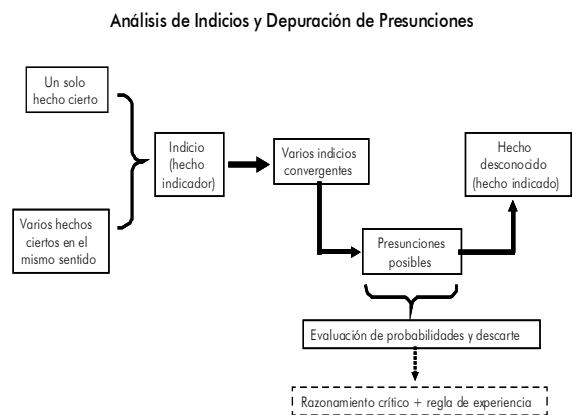 Análisis de Indicios y Depuración de Presunciones
Un solo
hecho cierto
Varios hechos
ciertos en el
mismo sentido
Indicio
(hecho
indicador)
Varios indicios
convergentes
Hecho
desconocido
(hecho indicado)
Presunciones
posibles
Evaluación de probabilidades y descarte
Razonamiento crítico + regla de experiencia